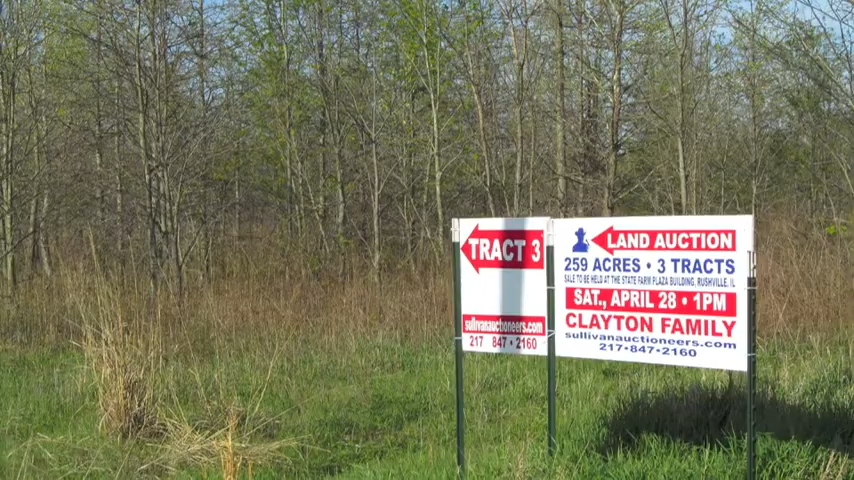 TRACT 3
sullivanauctioneers.com
217 847•2160
LAND AUCTION
259 ACRES • 3 TRACTS
SALE TO BE HELD AT THE STATE FARM PLAZA BUILDING, RUSHVILLE, IL
SAT., APRIL 28 • 1PM
CLAYTON FAMILY
sullivanauctioneers.com
217•847•2160